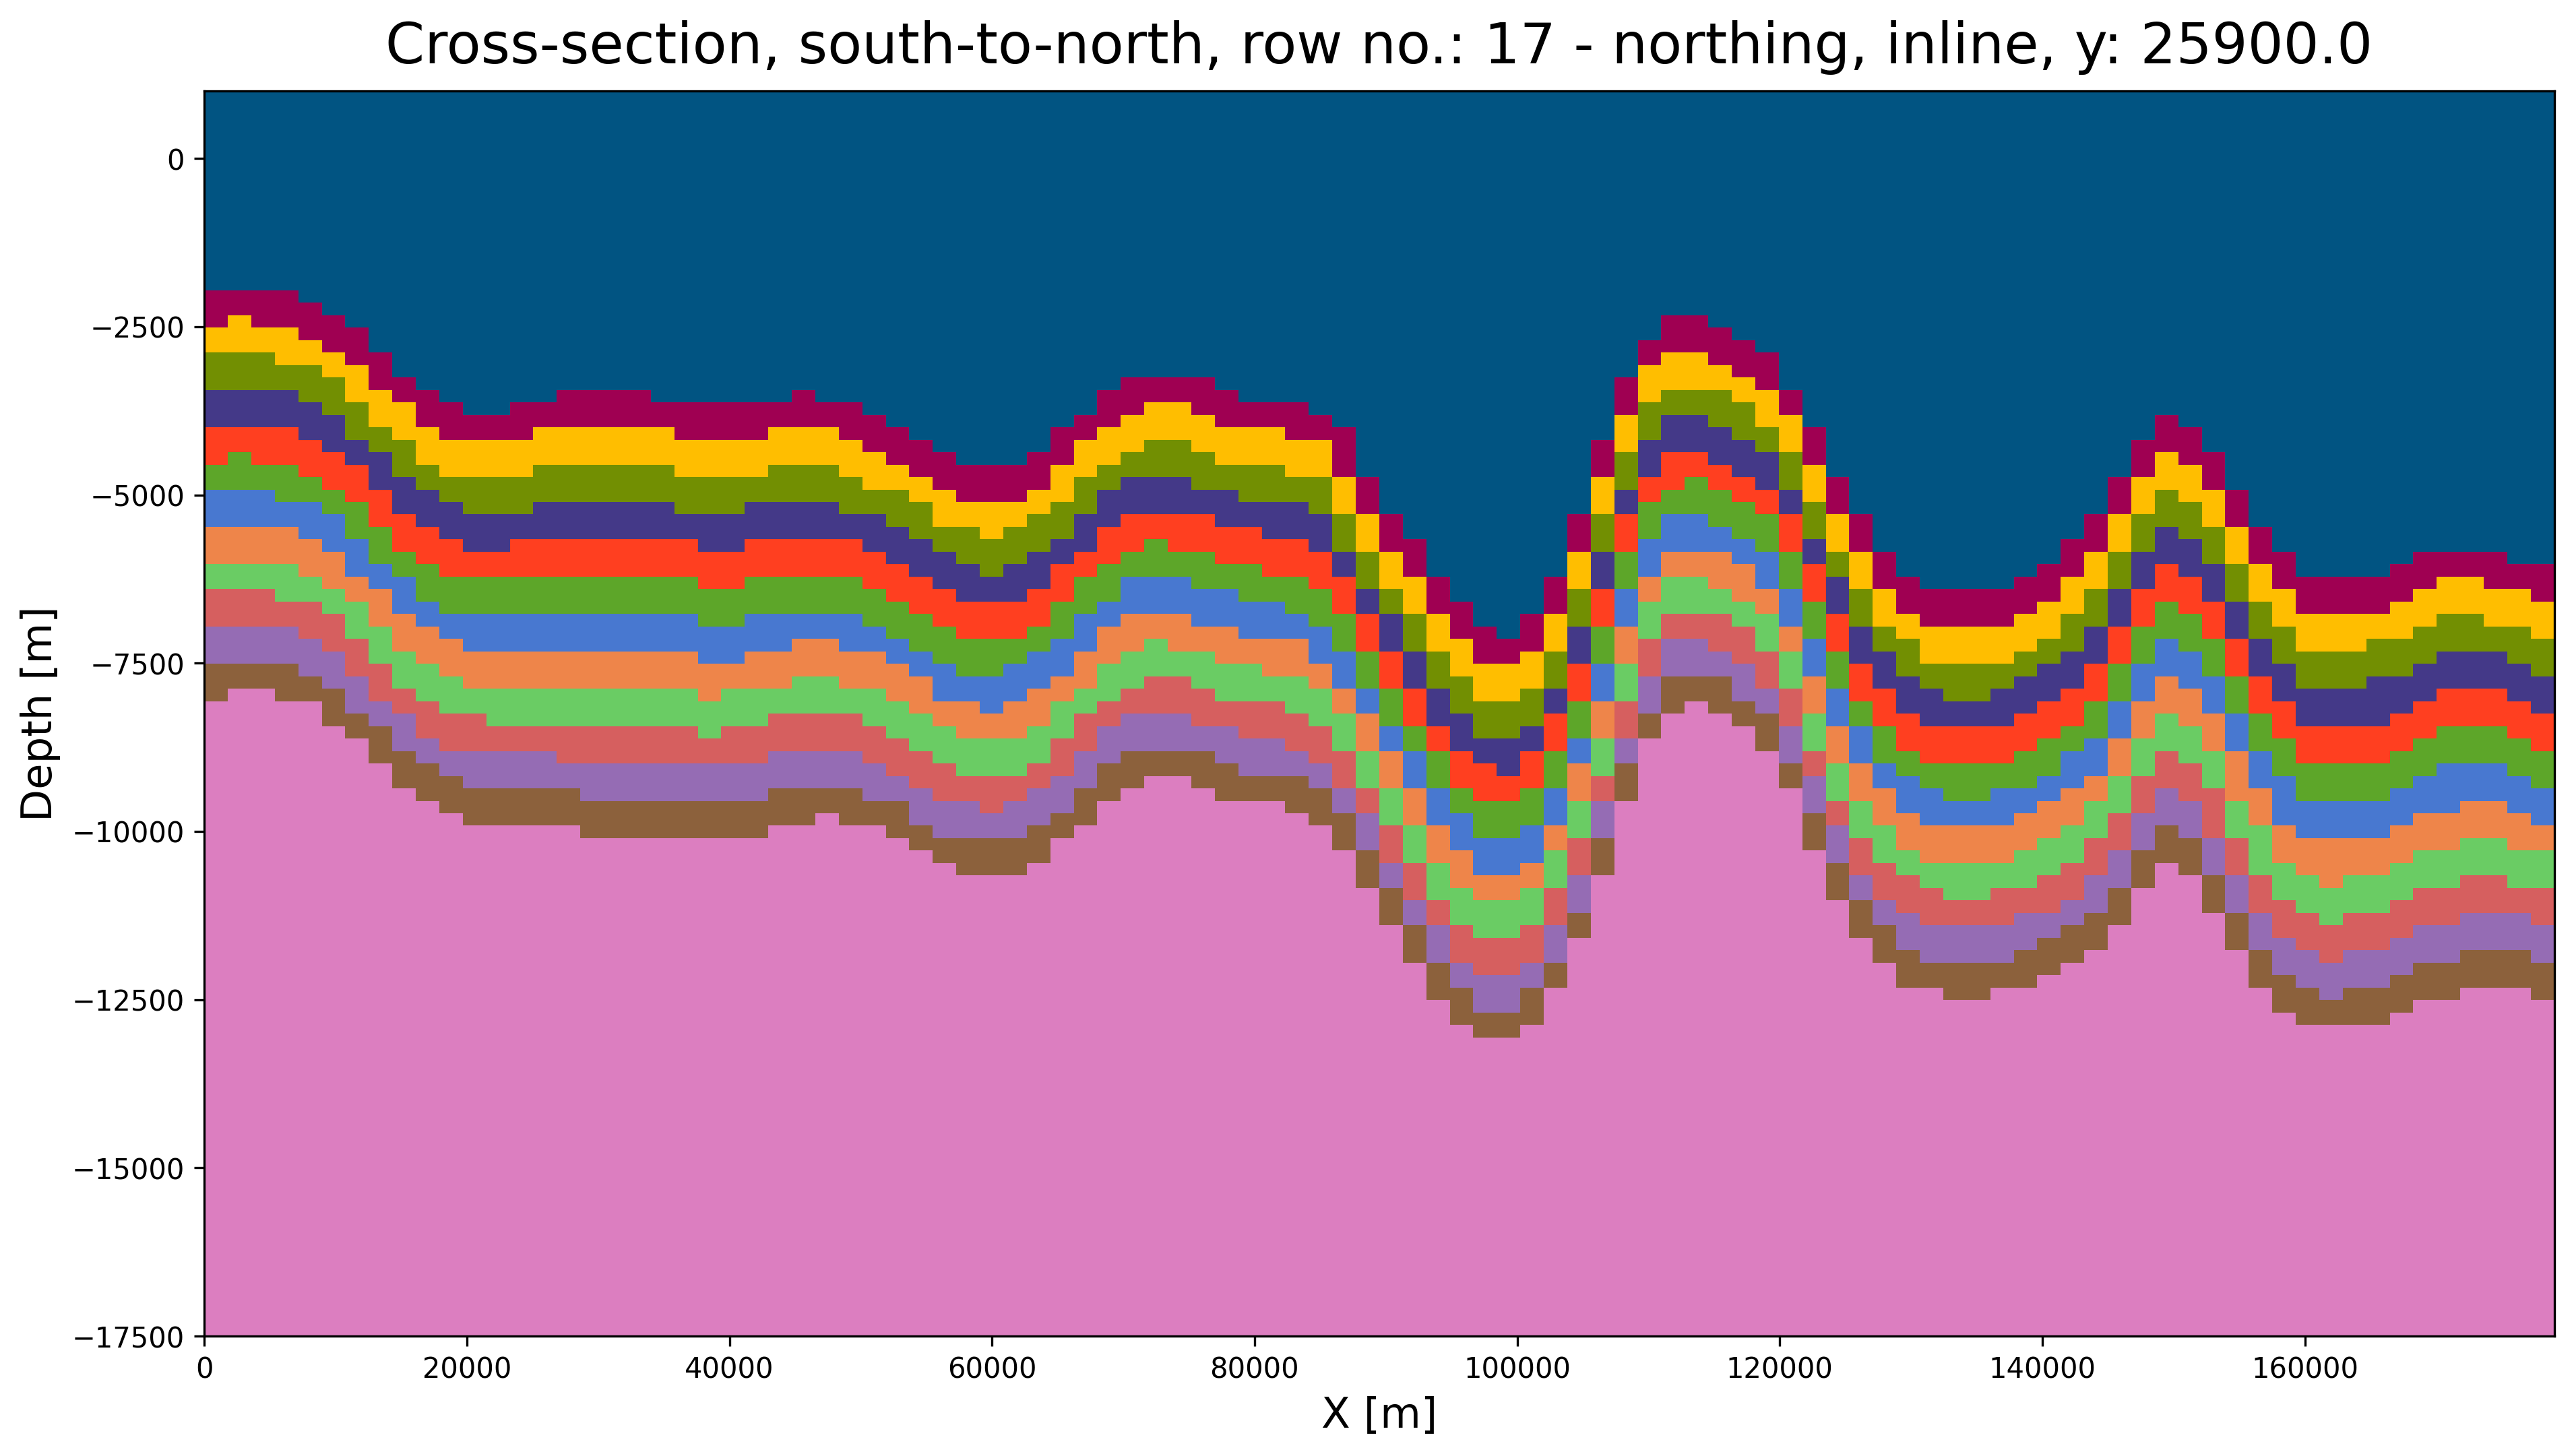 Cross-section, south-to-north, row no.: 17 - northing, inline, y: 25900.0
0
−2500
−5000
−7500
−10000
−12500
−15000
−17500
Depth [m]
0 20000 40000 60000 80000 100000 120000 140000 160000
X [m]